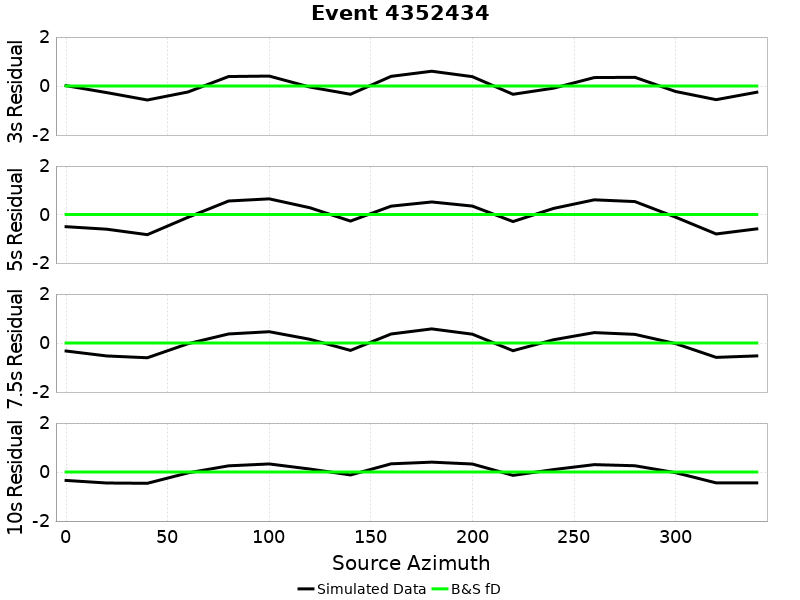 Event 4352434
3s Residual
2
0
-2
5s Residual
2
0
-2
7.5s Residual
2
0
-2
10s Residual
2
0
-2
0 50 100 150 200 250 300
Source Azimuth
Simulated Data B&S fD